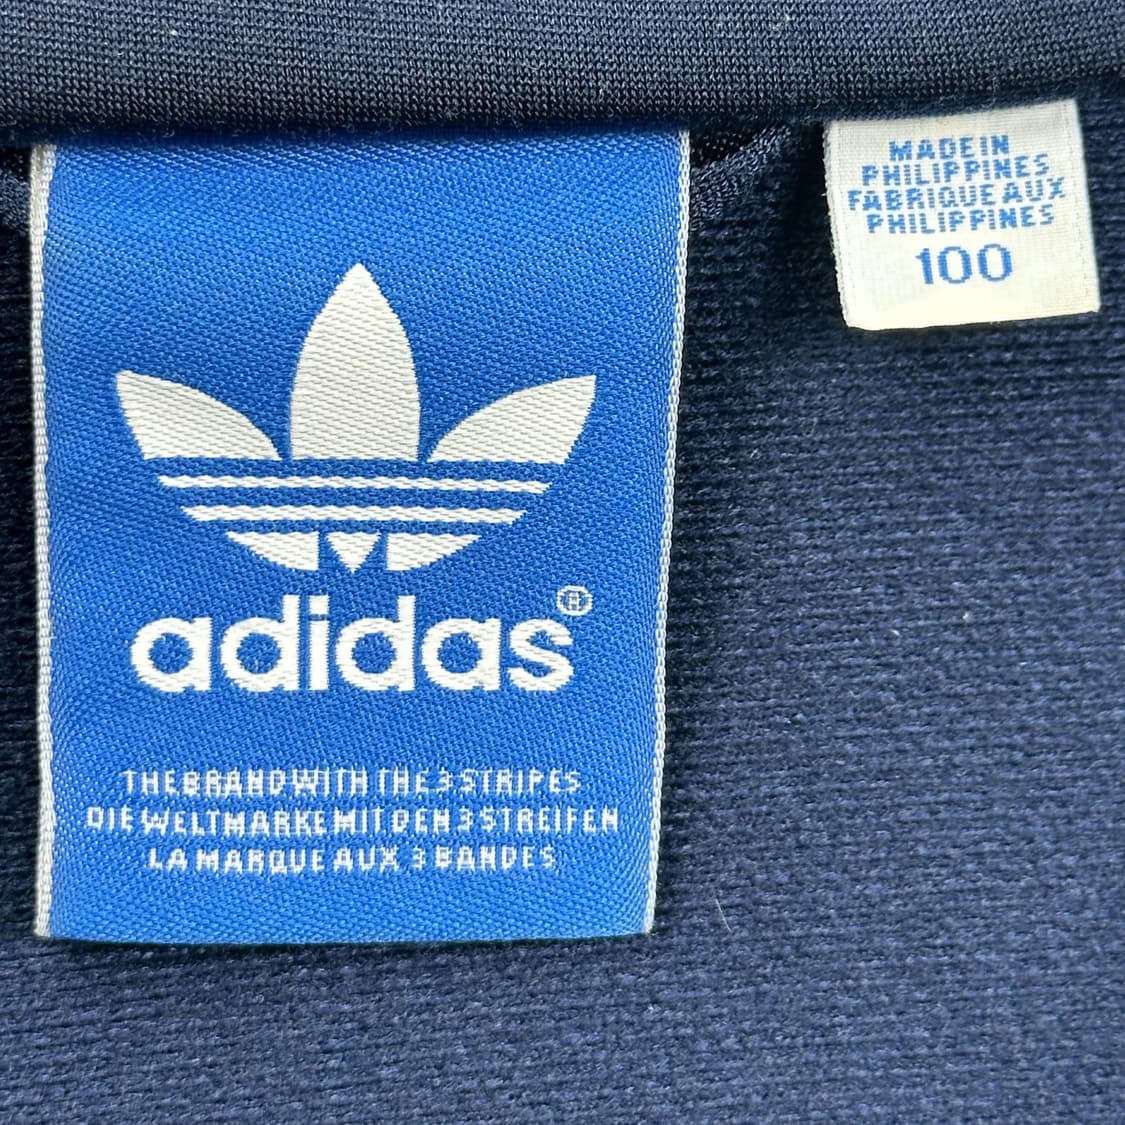 adidas®
THE BRAND WITH THE 3 STRIPES
DIE WELTMARKE MIT DEN 3 STREIFEN
LA MARQUE AUX 3 BANDES
MADE IN
PHILIPPINES
FABRIQUE AUX
PHILIPPINES
100